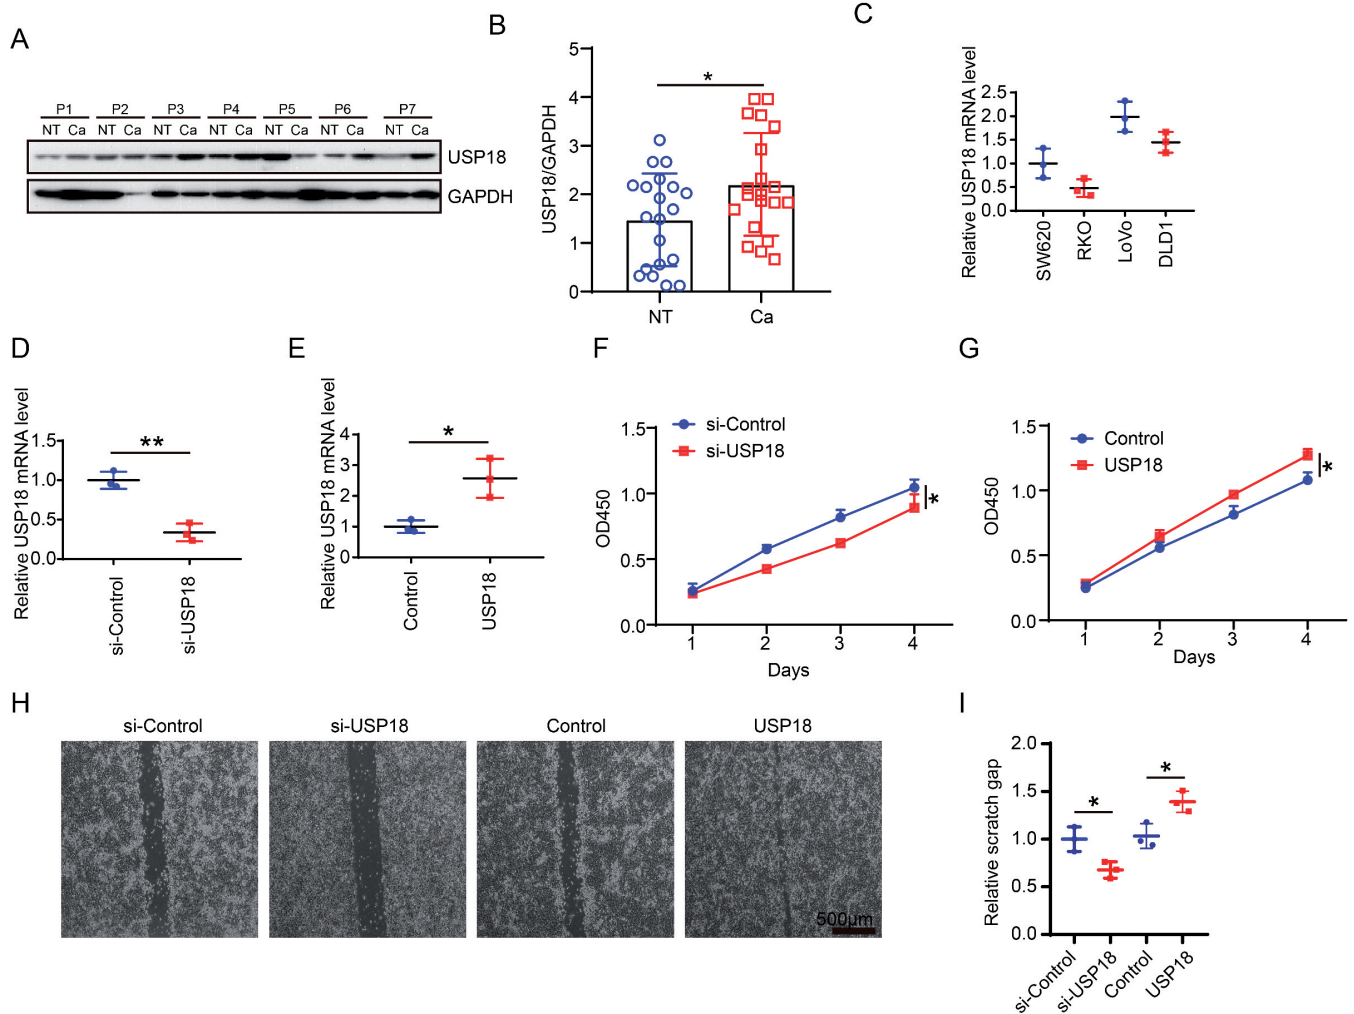 A
P1 P2 P3 P4 P5 P6 P7
NT Ca NT Ca NT Ca NT Ca NT Ca NT Ca NT Ca
USP18
GAPDH
B
USP18/GAPDH
5
4
3
2
1
0
*
NT Ca
C
Relative USP18 mRNA level
2.5
2.0
1.5
1.0
0.5
0.0
SW620
RKO
LoVo
DLD1
D
Relative USP18 mRNA level
1.5
1.0
0.5
0.0
**
si-Control
si-USP18
E
Relative USP18 mRNA level
4
3
2
1
0
*
Control
USP18
F
si-Control
si-USP18
OD450
1.5
1.0
0.5
0.0
*
1 2 3 4
Days
G
Control
USP18
OD450
1.5
1.0
0.5
0.0
*
1 2 3 4
Days
H
si-Control si-USP18 Control USP18
500μm
I
Relative scratch gap
2.0
1.5
1.0
0.5
0.0
* *
si-Control
si-USP18
Control
USP18